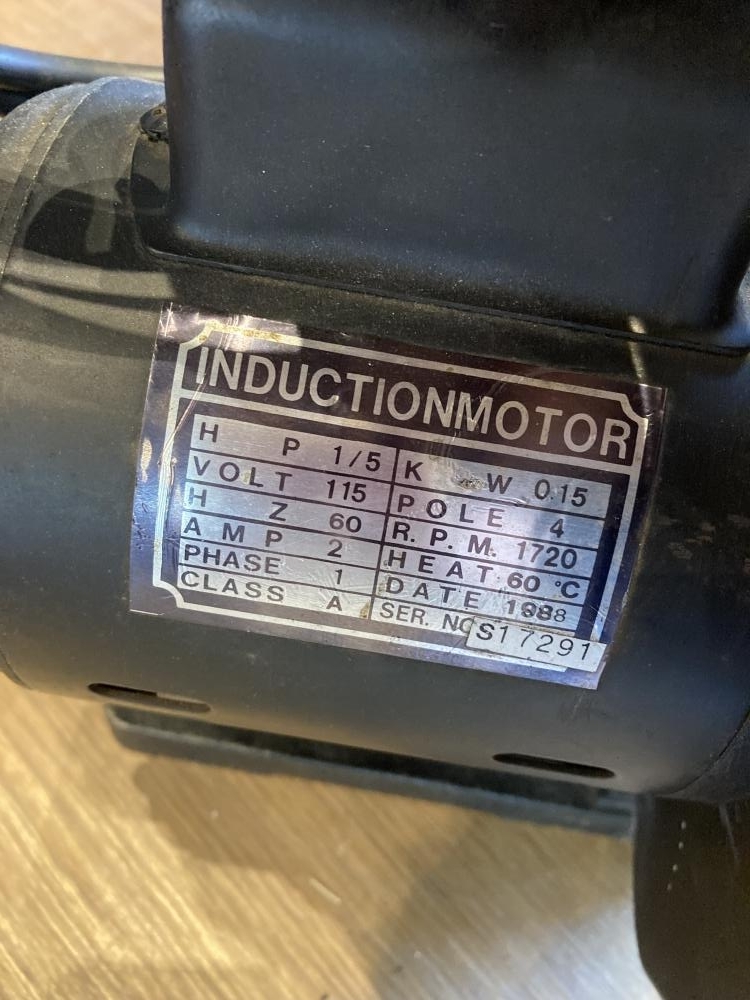 INDUCTIONMOTOR
H P 1/5 K W 0.15
VOLT 115 POLE 4
H Z 60 R.P.M. 1720
AMP 2 HEAT 60 °C
PHASE 1 DATE 1988
CLASS A SER. NO S17291